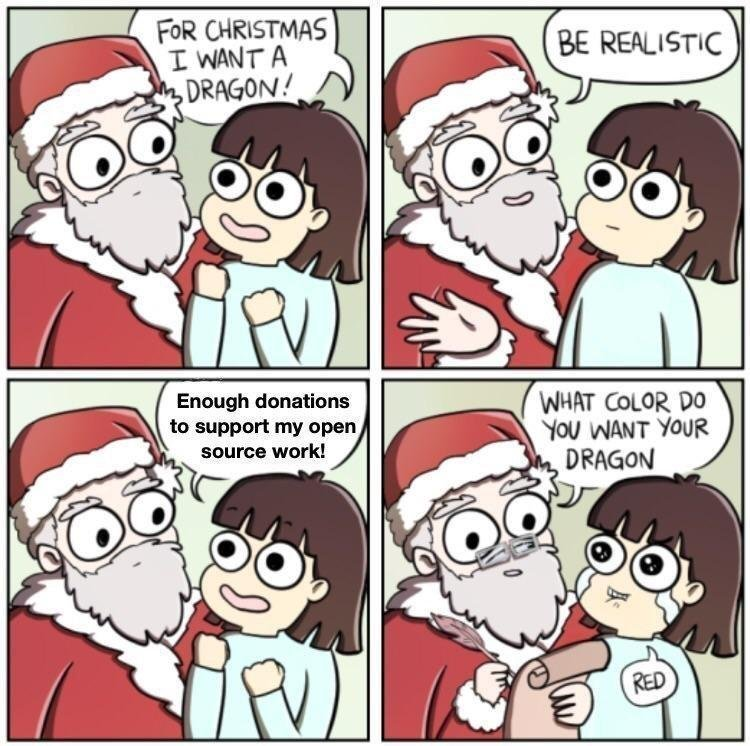 FOR CHRISTMAS
I WANT A
DRAGON!
BE REALISTIC
Enough donations
to support my open
source work!
WHAT COLOR DO
YOU WANT YOUR
DRAGON
RED